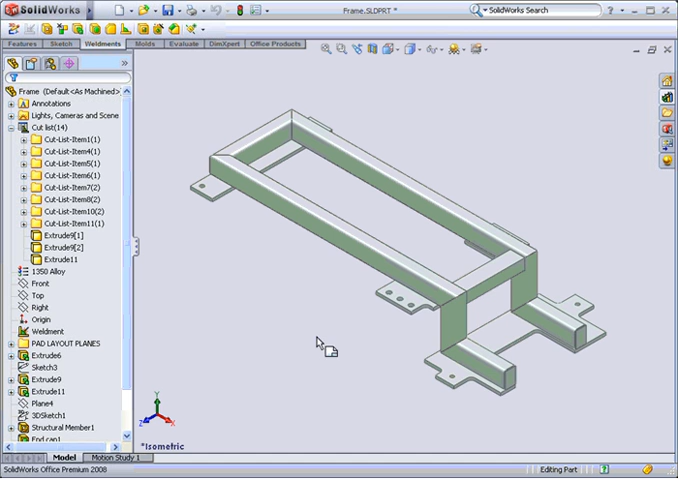 SolidWorks
Frame.SLDPRT *
SolidWorks Search
Features
Sketch
Weldments
Molds
Evaluate
DimXpert
Office Products
Frame (Default<As Machined>)
Annotations
Lights, Cameras and Scene
Cut list(14)
Cut-List-Item1(1)
Cut-List-Item4(1)
Cut-List-Item5(1)
Cut-List-Item6(1)
Cut-List-Item7(2)
Cut-List-Item8(2)
Cut-List-Item10(2)
Cut-List-Item11(1)
Extrude9[1]
Extrude9[2]
Extrude11
1350 Alloy
Front
Top
Right
Origin
Weldment
PAD LAYOUT PLANES
Extrude6
Sketch3
Extrude9
Extrude11
Plane4
3DSketch1
Structural Member1
End cap1
Y
Z
X
*Isometric
Model
Motion Study 1
SolidWorks Office Premium 2008
Editing Part